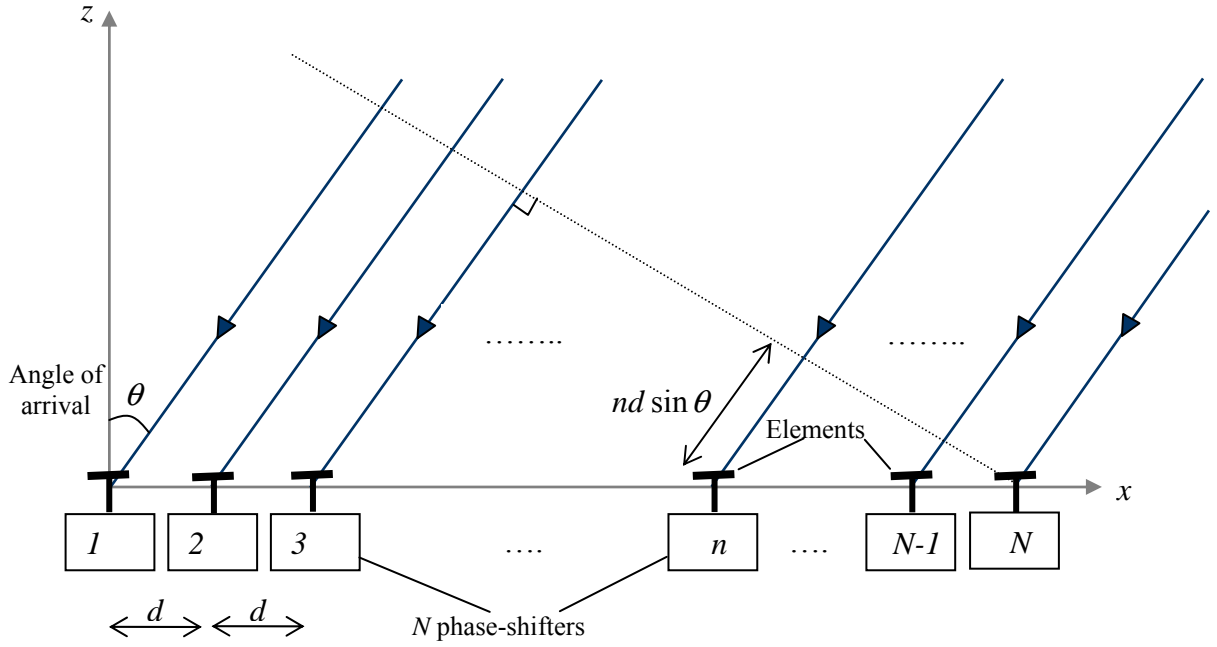 z
Angle of
arrival
θ
........
........
nd sin θ
Elements
x
1
2
3
....
n
....
N-1
N
d
d
N phase-shifters